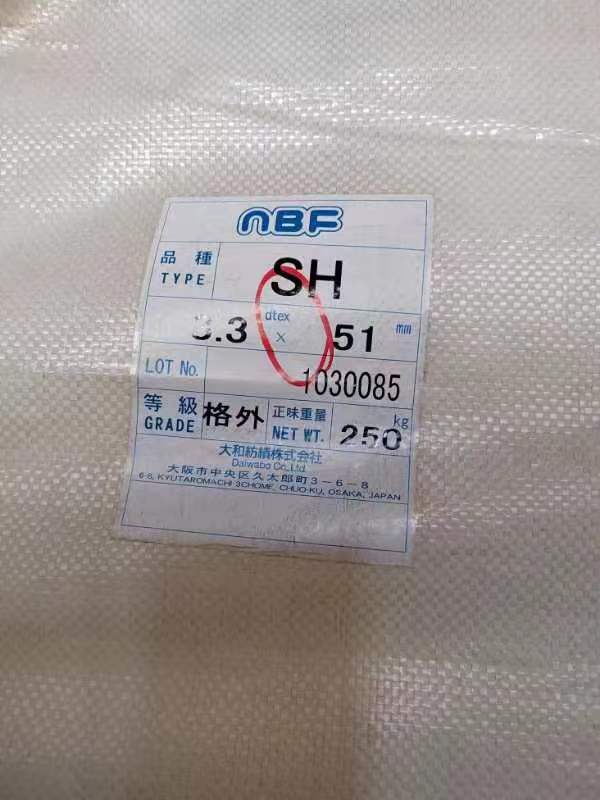 NBF
品種 SH
TYPE
3.3 dtex × 51 mm
LOT No. 1030085
等級 格外 正味重量 250 kg
GRADE NET WT.
大和紡績株式会社
Daiwabo Co.,Ltd.
大阪市中央区久太郎町3-6-8
6-8, KYUTAROMACHI 3CHOME, CHUO-KU, OSAKA, JAPAN